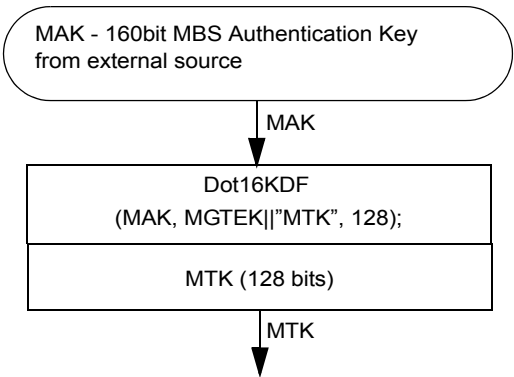 MAK - 160bit MBS Authentication Key
from external source
MAK
Dot16KDF
(MAK, MGTEK||”MTK”, 128);
MTK (128 bits)
MTK